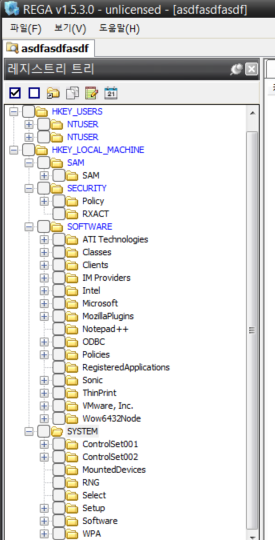 REGA v1.5.3.0 - unlicensed - [asdfasdfasdf]
파일(F) 보기(V) 도움말(H)
asdfasdfasdf
레지스트리 트리
HKEY_USERS
NTUSER
NTUSER
HKEY_LOCAL_MACHINE
SAM
SAM
SECURITY
Policy
RXACT
SOFTWARE
ATI Technologies
Classes
Clients
IM Providers
Intel
Microsoft
MozillaPlugins
Notepad++
ODBC
Policies
RegisteredApplications
Sonic
ThinPrint
VMware, Inc.
Wow6432Node
SYSTEM
ControlSet001
ControlSet002
MountedDevices
RNG
Select
Setup
Software
WPA